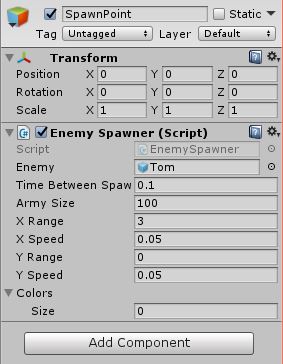 SpawnPoint Static
Tag Untagged Layer Default
Transform
Position X 0 Y 0 Z 0
Rotation X 0 Y 0 Z 0
Scale X 1 Y 1 Z 1
Enemy Spawner (Script)
Script EnemySpawner
Enemy Tom
Time Between Spaw 0.1
Army Size 100
X Range 3
X Speed 0.05
Y Range 0
Y Speed 0.05
Colors
Size 0
Add Component